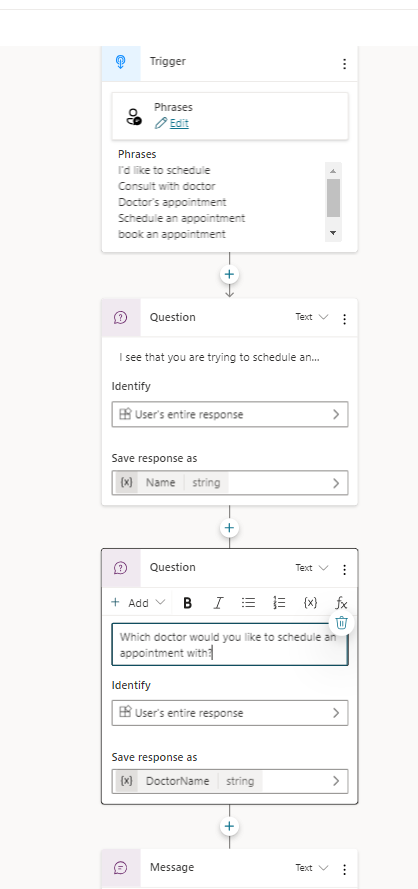 Trigger
Phrases
Edit
Phrases
I'd like to schedule
Consult with doctor
Doctor's appointment
Schedule an appointment
book an appointment
Question
Text
I see that you are trying to schedule an...
Identify
User's entire response
Save response as
{x} Name string
Question
Text
+ Add B I {x} fx
Which doctor would you like to schedule an
appointment with?
Identify
User's entire response
Save response as
{x} DoctorName string
Message
Text